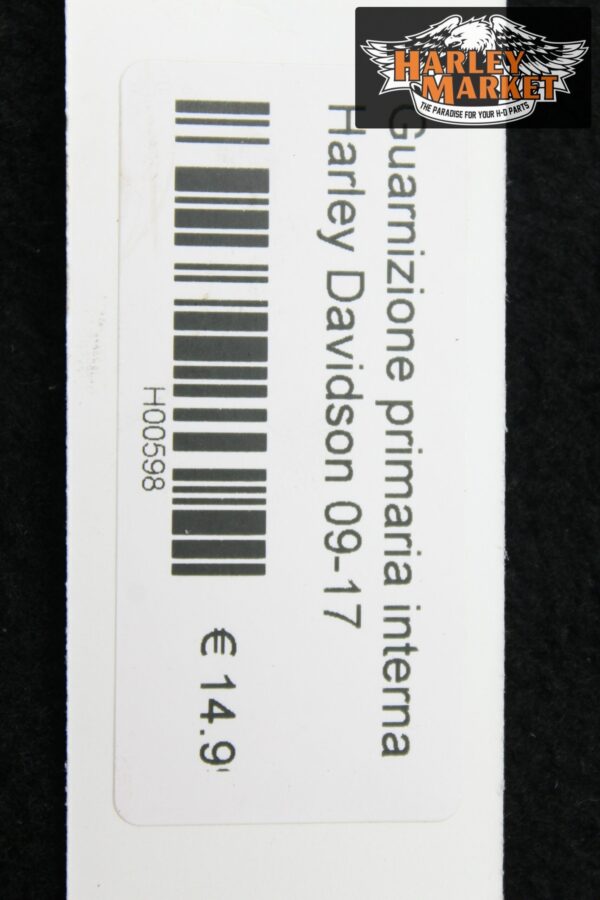 HARLEY
MARKET
THE PARADISE FOR YOUR H-D PARTS
Guarnizione primaria interna
Harley Davidson 09-17
H00598
€ 14.9